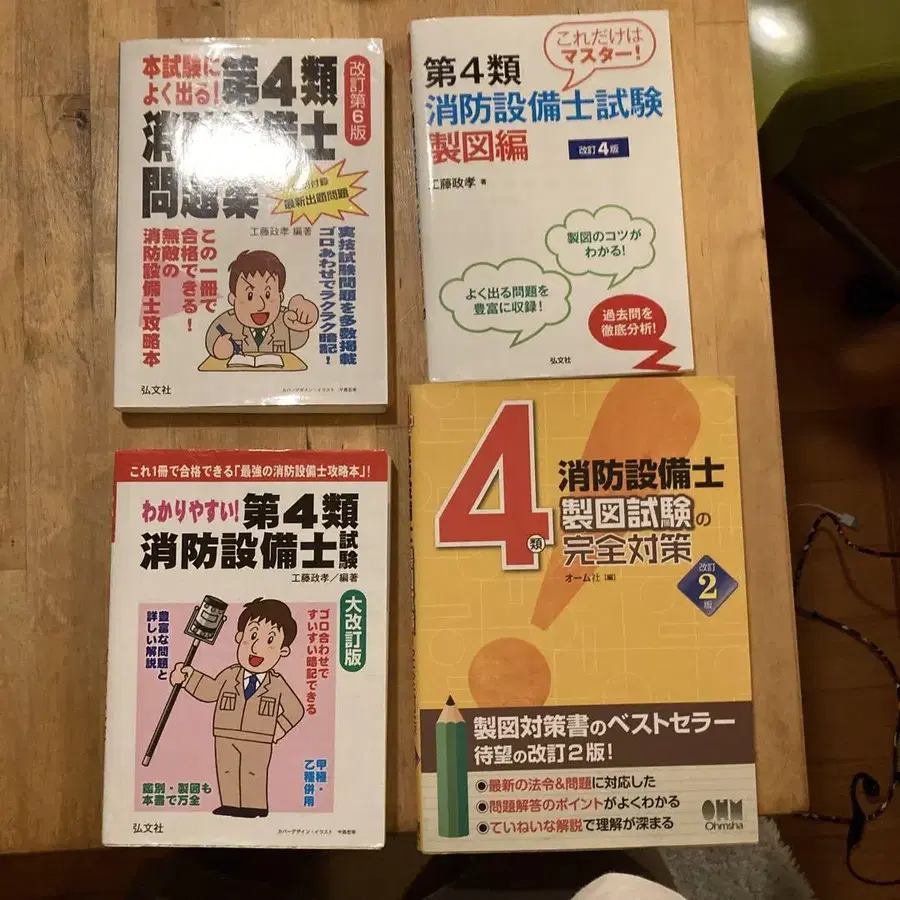 本試験に
よく出る!
第4類
消防設備士
問題集
改訂第6版
最新出題問題
工藤政孝 編著
この一冊で
合格できる!
無敵の
消防設備士攻略本
実技試験問題を多数掲載
ゴロあわせでラクラク暗記!
弘文社
カバーデザイン・イラスト 中島哲幸
これだけは
マスター!
第4類
消防設備士試験
製図編
改訂4版
工藤政孝 著
製図のコツが
わかる!
よく出る問題を
豊富に収録!
過去問を
徹底分析!
弘文社
これ1冊で合格できる「最強の消防設備士攻略本」!
わかりやすい!第4類
消防設備士試験
工藤政孝/編著
大改訂版
ゴロ合わせで
すいすい暗記できる
豊富な問題と
詳しい解説
甲種・
乙種併用
鑑別・製図も
本書で万全
弘文社
4類
消防設備士
製図試験の
完全対策
オーム社[編]
改訂
2
版
製図対策書のベストセラー
待望の改訂2版!
●最新の法令&問題に対応した
●問題解答のポイントがよくわかる
●ていねいな解説で理解が深まる
OHM
Ohmsha